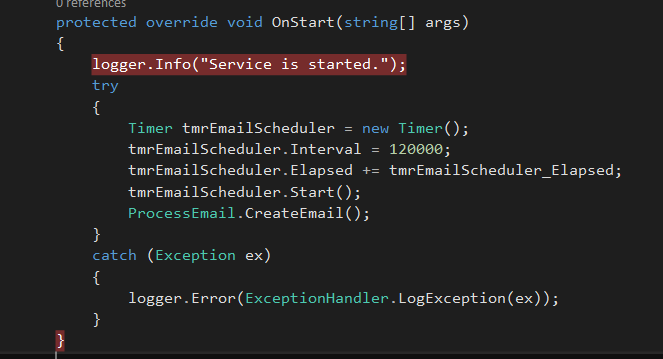 0 references
protected override void OnStart(string[] args)
{
logger.Info("Service is started.");
try
{
Timer tmrEmailScheduler = new Timer();
tmrEmailScheduler.Interval = 120000;
tmrEmailScheduler.Elapsed += tmrEmailScheduler_Elapsed;
tmrEmailScheduler.Start();
ProcessEmail.CreateEmail();
}
catch (Exception ex)
{
logger.Error(ExceptionHandler.LogException(ex));
}
}